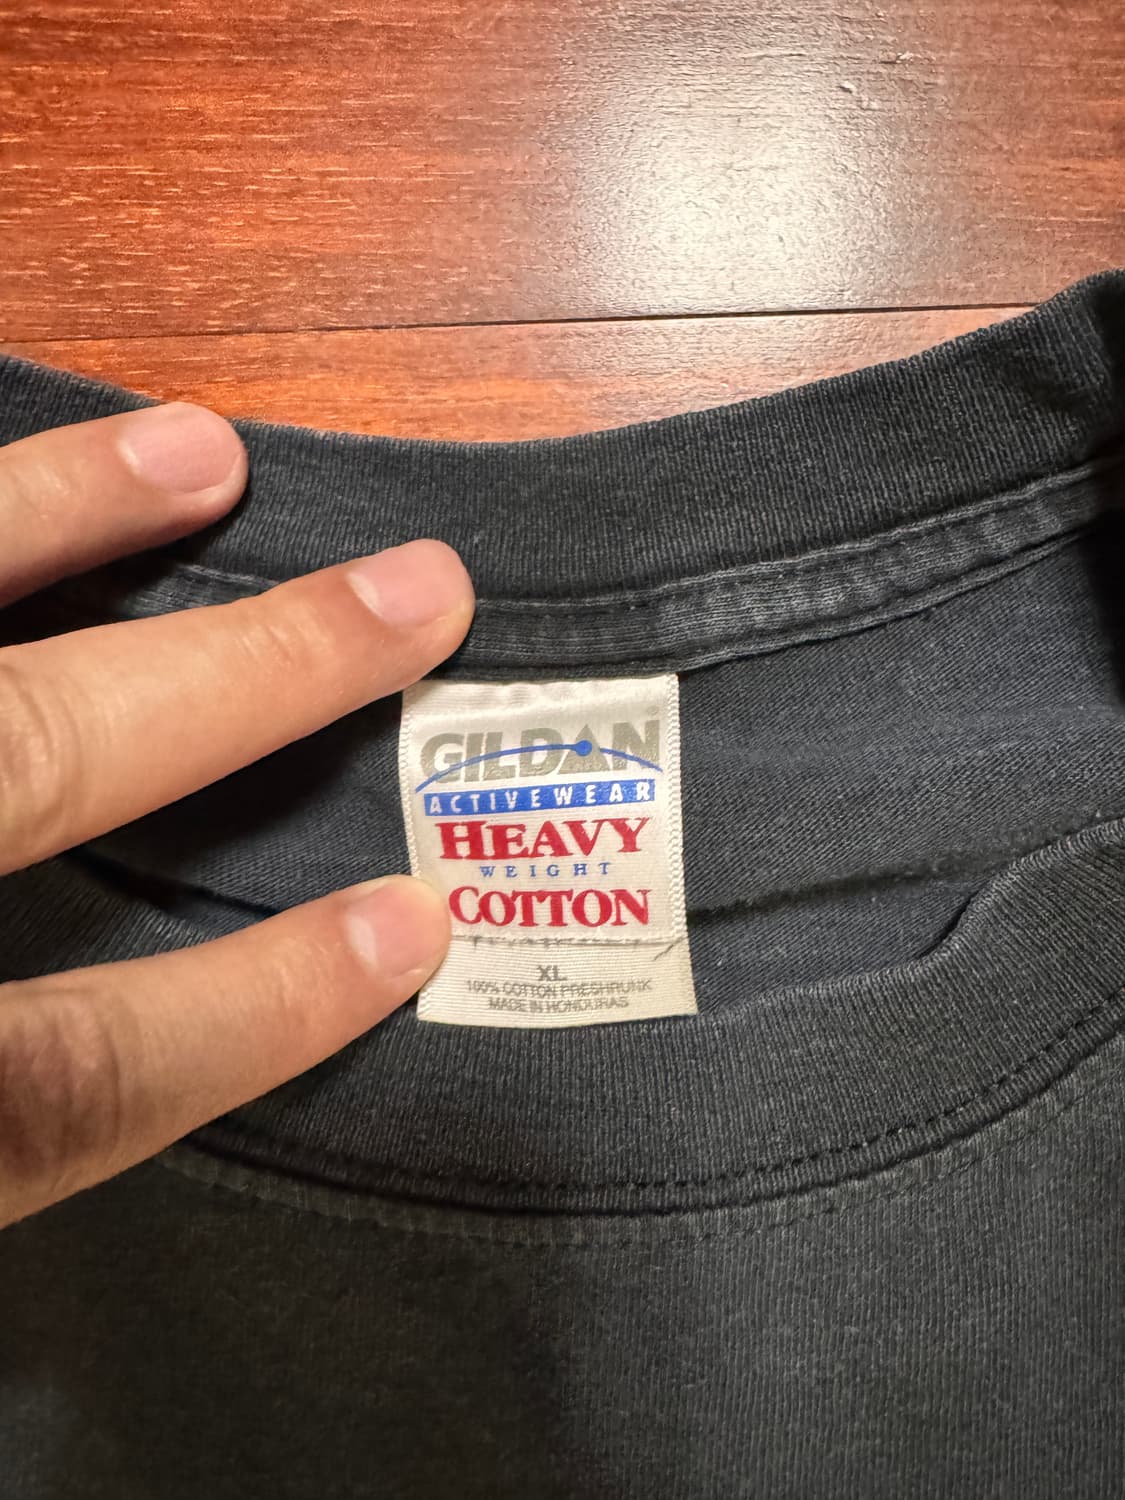 GILDAN®
ACTIVEWEAR
HEAVY
WEIGHT
COTTON
XL
100% COTTON PRESHRUNK
MADE IN HONDURAS